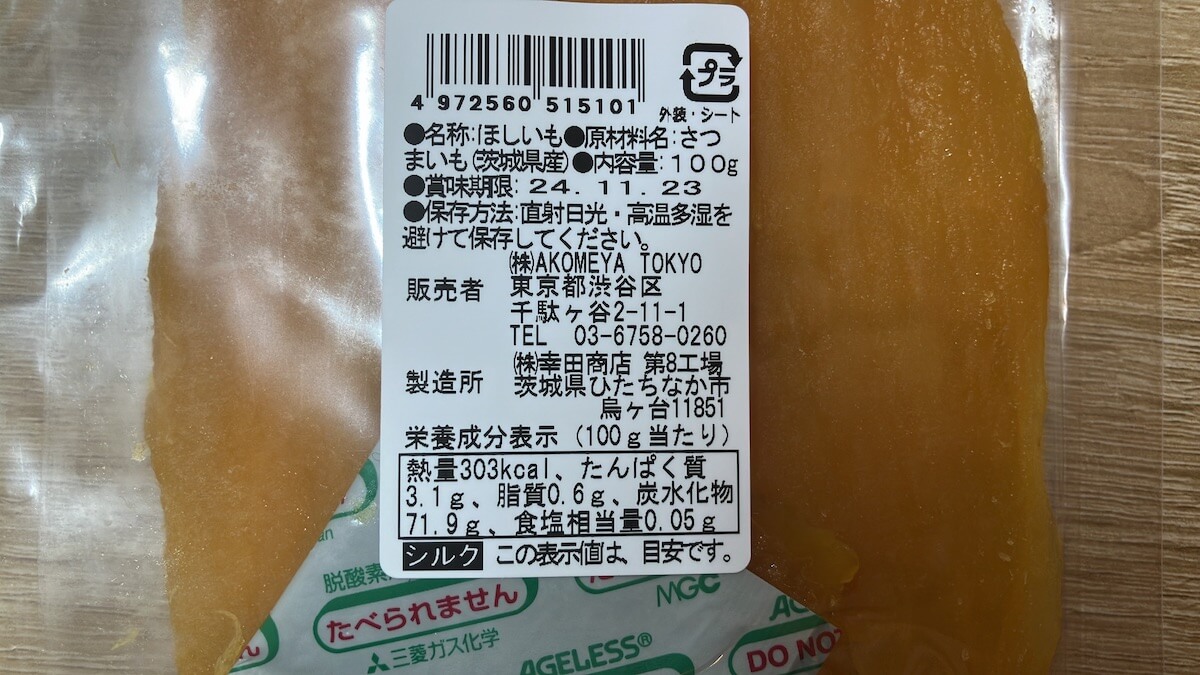 4 972560 515101
プラ
外装・シート
●名称:ほしいも●原材料名:さつ
まいも(茨城県産)●内容量:100g
●賞味期限:24.11.23
●保存方法:直射日光・高温多湿を
避けて保存してください。
販売者
(株)AKOMEYA TOKYO
東京都渋谷区
千駄ヶ谷2-11-1
TEL 03-6758-0260
製造所
(株)幸田商店 第8工場
茨城県ひたちなか市
烏ヶ台11851
栄養成分表示(100g当たり)
熱量303kcal、たんぱく質
3.1g、脂質0.6g、炭水化物
71.9g、食塩相当量0.05g
シルク この表示値は、目安です。
脱酸素
たべられません
三菱ガス化学
AGELESS®
MGC
DO NO